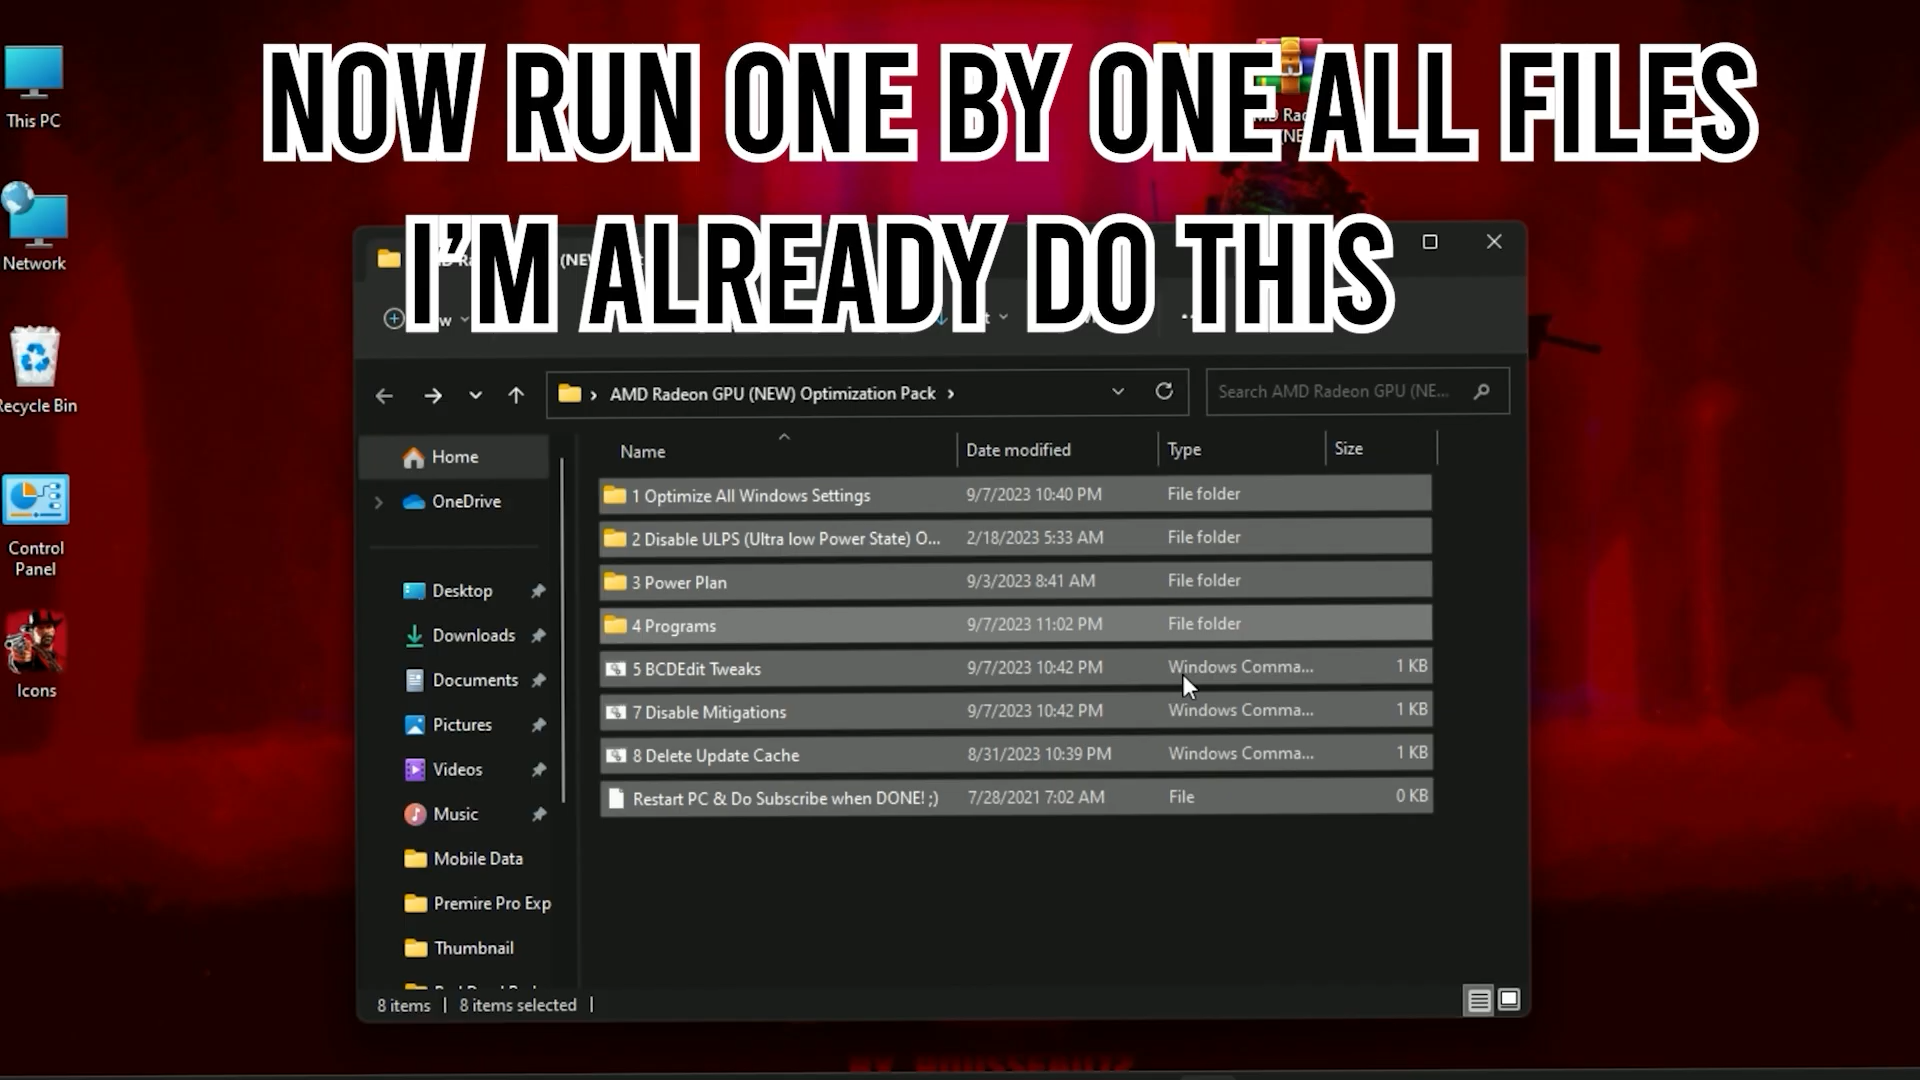 NOW RUN ONE BY ONE ALL FILES
I'M ALREADY DO THIS
This PC
Network
Recycle Bin
Control
Panel
Icons
AMD Radeon GPU (NEW) Optimization Pack
Search AMD Radeon GPU (NE...
Home
OneDrive
Desktop
Downloads
Documents
Pictures
Videos
Music
Mobile Data
Premire Pro Exp
Thumbnail
Name Date modified Type Size
1 Optimize All Windows Settings 9/7/2023 10:40 PM File folder
2 Disable ULPS (Ultra low Power State) O... 2/18/2023 5:33 AM File folder
3 Power Plan 9/3/2023 8:41 AM File folder
4 Programs 9/7/2023 11:02 PM File folder
5 BCDEdit Tweaks 9/7/2023 10:42 PM Windows Comma... 1 KB
7 Disable Mitigations 9/7/2023 10:42 PM Windows Comma... 1 KB
8 Delete Update Cache 8/31/2023 10:39 PM Windows Comma... 1 KB
Restart PC & Do Subscribe when DONE! ;) 7/28/2021 7:02 AM File 0 KB
8 items 8 items selected